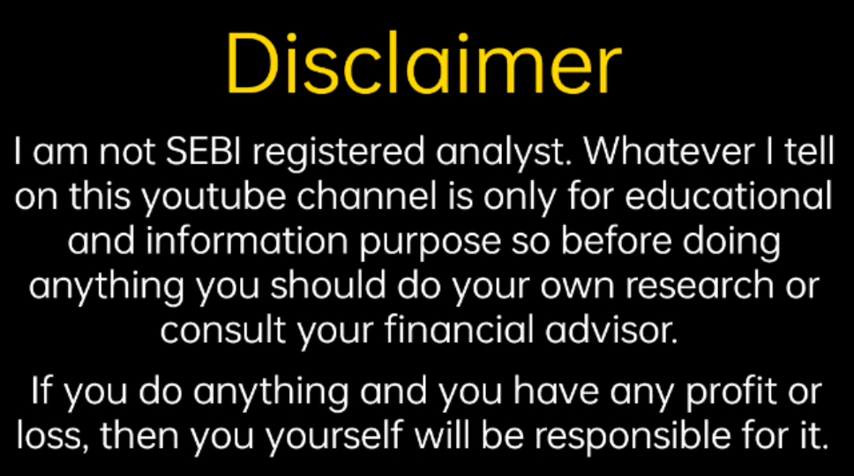 Disclaimer
I am not SEBI registered analyst. Whatever I tell
on this youtube channel is only for educational
and information purpose so before doing
anything you should do your own research or
consult your financial advisor.
If you do anything and you have any profit or
loss, then you yourself will be responsible for it.